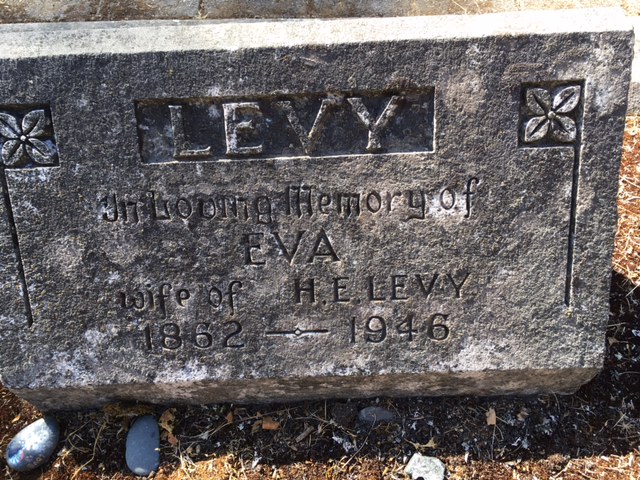 LEVY
In Loving Memory of
EVA
wife of H.E.LEVY
1862 — 1946